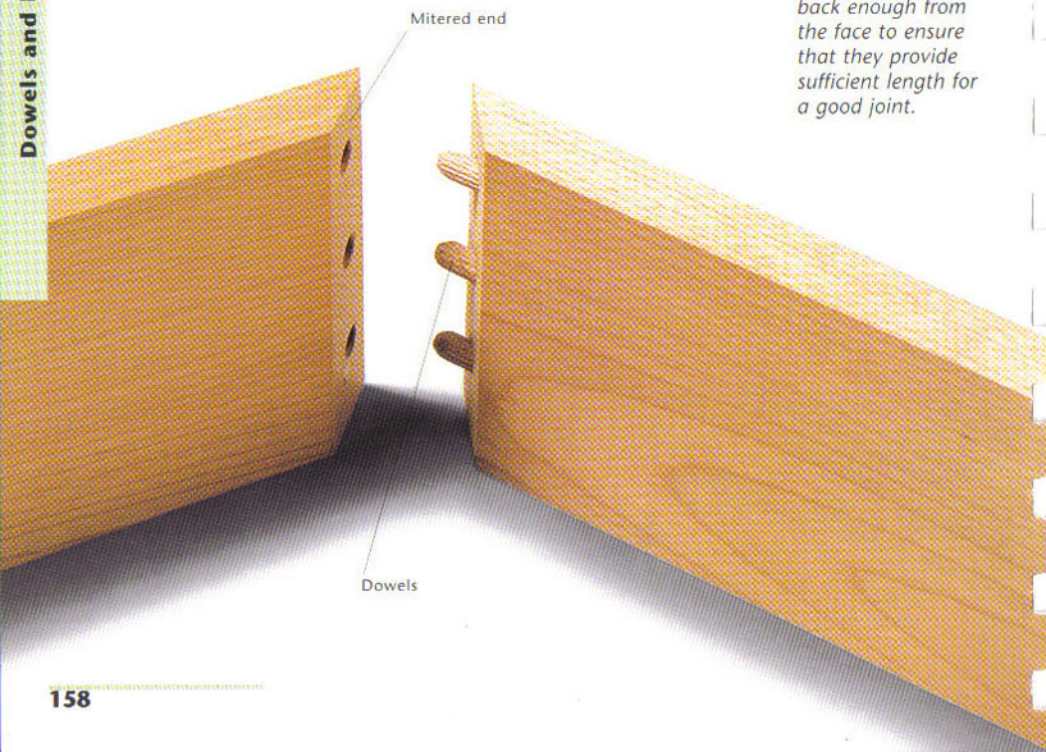 Dowels and
Mitered end
back enough from
the face to ensure
that they provide
sufficient length for
a good joint.
Dowels
158